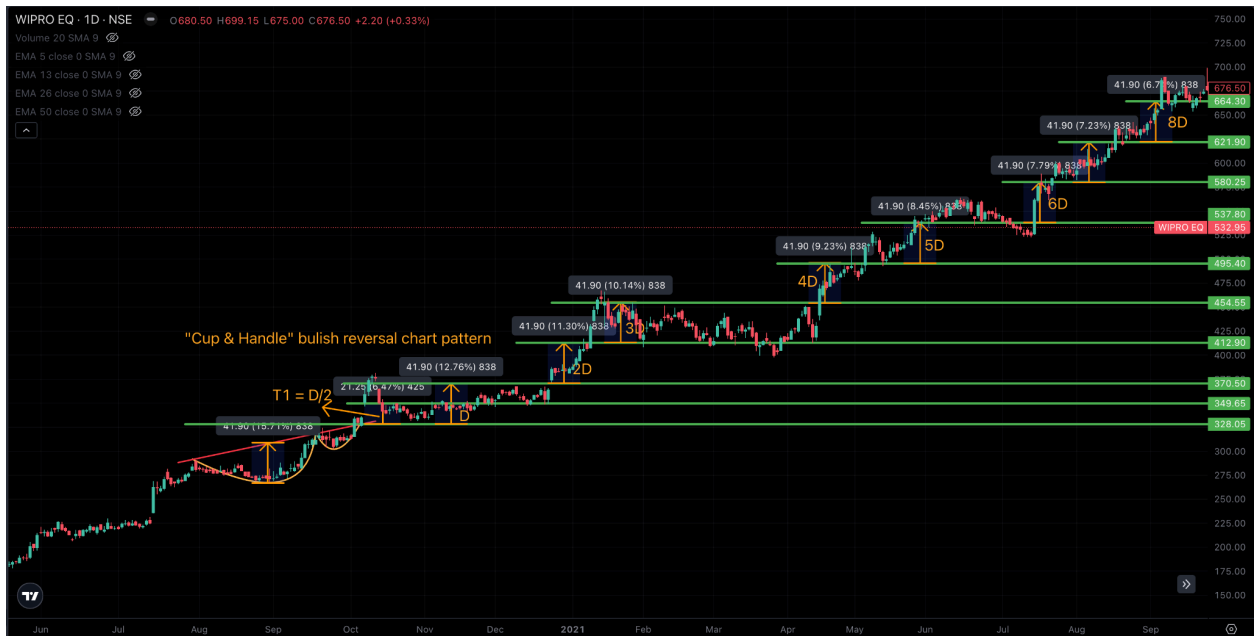 WIPRO EQ · 1D · NSE O680.50 H699.15 L675.00 C676.50 +2.20 (+0.33%)
Volume 20 SMA 9
EMA 5 close 0 SMA 9
EMA 13 close 0 SMA 9
EMA 26 close 0 SMA 9
EMA 50 close 0 SMA 9
750.00
725.00
700.00
41.90 (6. %) 838
676.50
664.30
8D
41.90 (7.23%) 838
621.90
600.00
41.90 (7.79%) 838
580.25
6D
41.90 (8.45%) 838
537.80
WIPRO EQ 532.95
5D
41.90 (9.23%) 838
495.40
4D
475.00
41.90 (10.14%) 838
454.55
3D
41.90 (11.30%) 838
425.00
"Cup & Handle" bulish reversal chart pattern
412.90
400.00
41.90 (12.76%) 838
2D
370.50
21.25 (6.47%) 425
T1 = D/2
349.65
D
328.05
41.90 (15.71%) 838
300.00
275.00
250.00
225.00
200.00
175.00
150.00
Jun Jul Aug Sep Oct Nov Dec 2021 Feb Mar Apr May Jun Jul Aug Sep